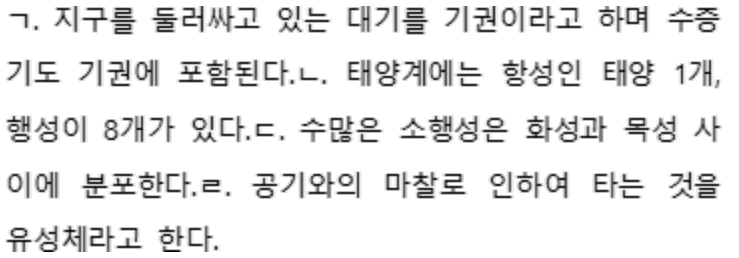 ㄱ. 지구를 둘러싸고 있는 대기를 기권이라고 하며 수증
기도 기권에 포함된다.ㄴ. 태양계에는 항성인 태양 1개,
행성이 8개가 있다.ㄷ. 수많은 소행성은 화성과 목성 사
이에 분포한다.ㄹ. 공기와의 마찰로 인하여 타는 것을
유성체라고 한다.